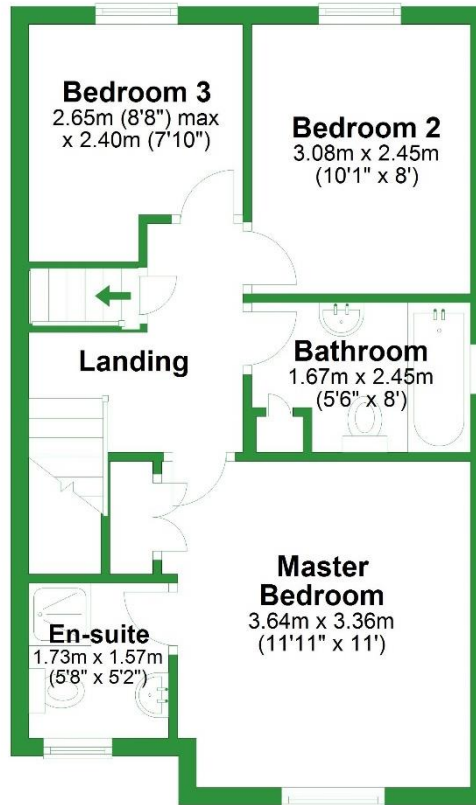 Bedroom 3
2.65m (8'8") max
x 2.40m (7'10")
Bedroom 2
3.08m x 2.45m
(10'1" x 8')
Landing
Bathroom
1.67m x 2.45m
(5'6" x 8')
Master
Bedroom
3.64m x 3.36m
(11'11" x 11')
En-suite
1.73m x 1.57m
(5'8" x 5'2")